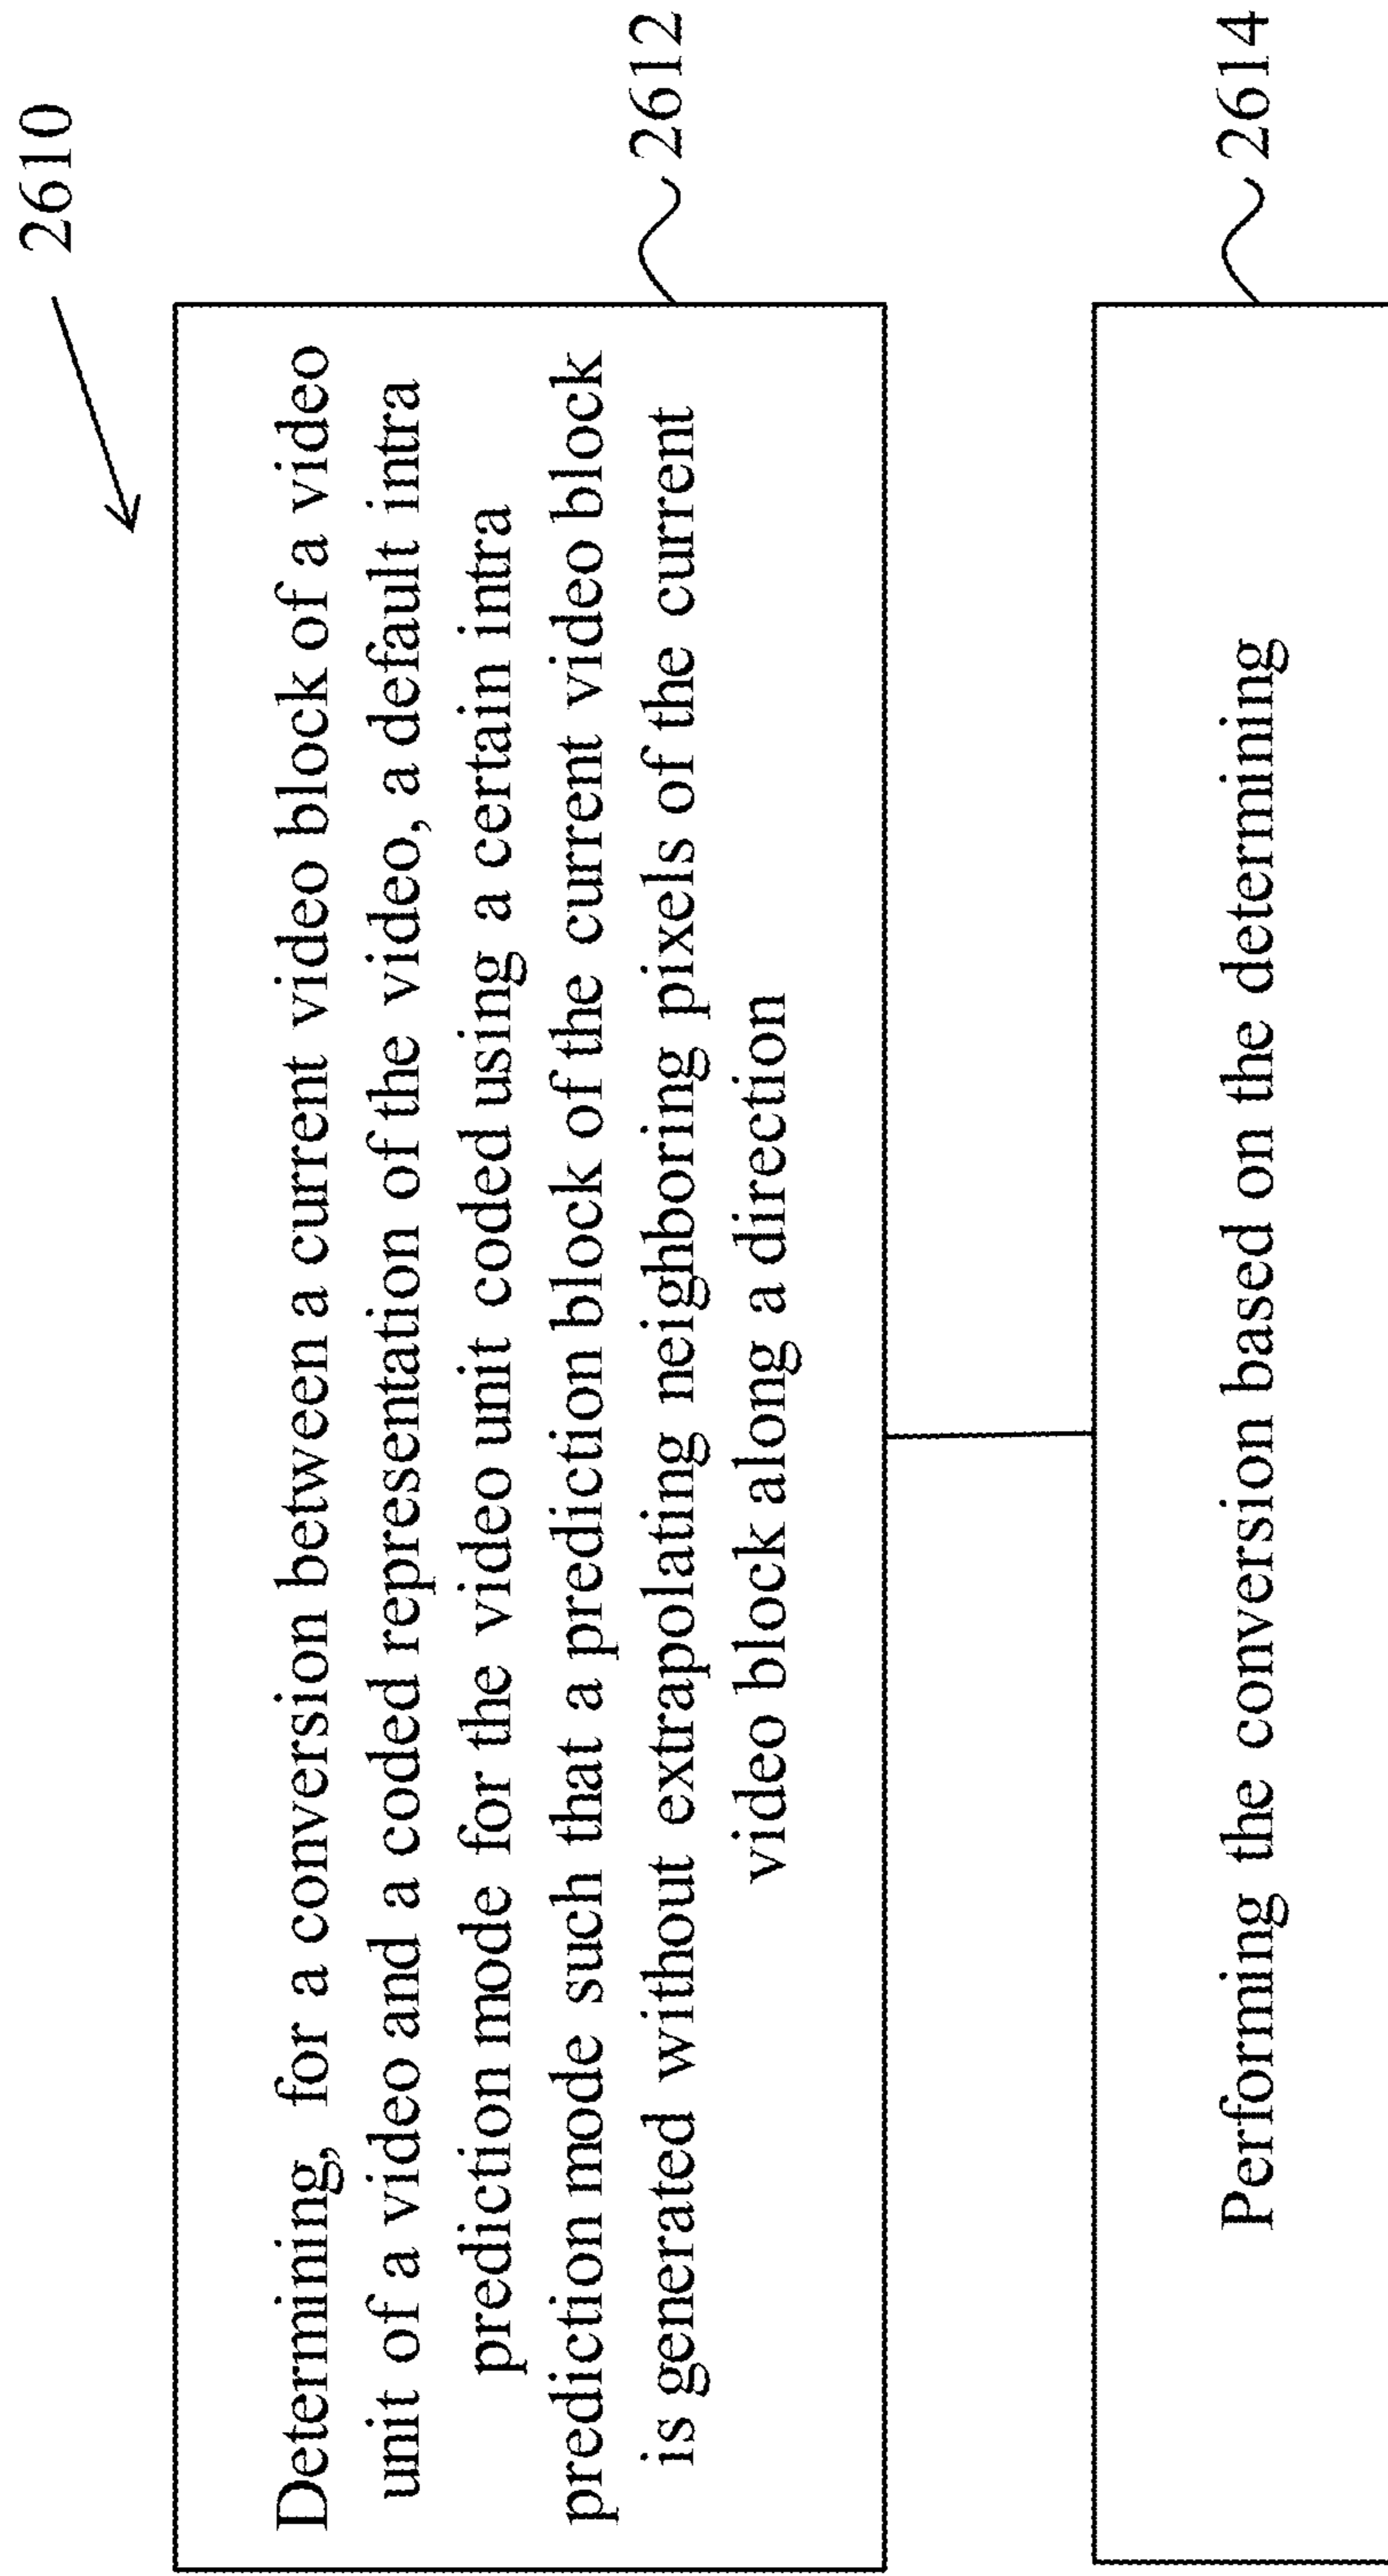 2610
Determining, for a conversion between a current video block of a video
unit of a video and a coded representation of the video, a default intra
prediction mode for the video unit coded using a certain intra
prediction mode such that a prediction block of the current video block
is generated without extrapolating neighboring pixels of the current
video block along a direction
2612
Performing the conversion based on the determining
2614